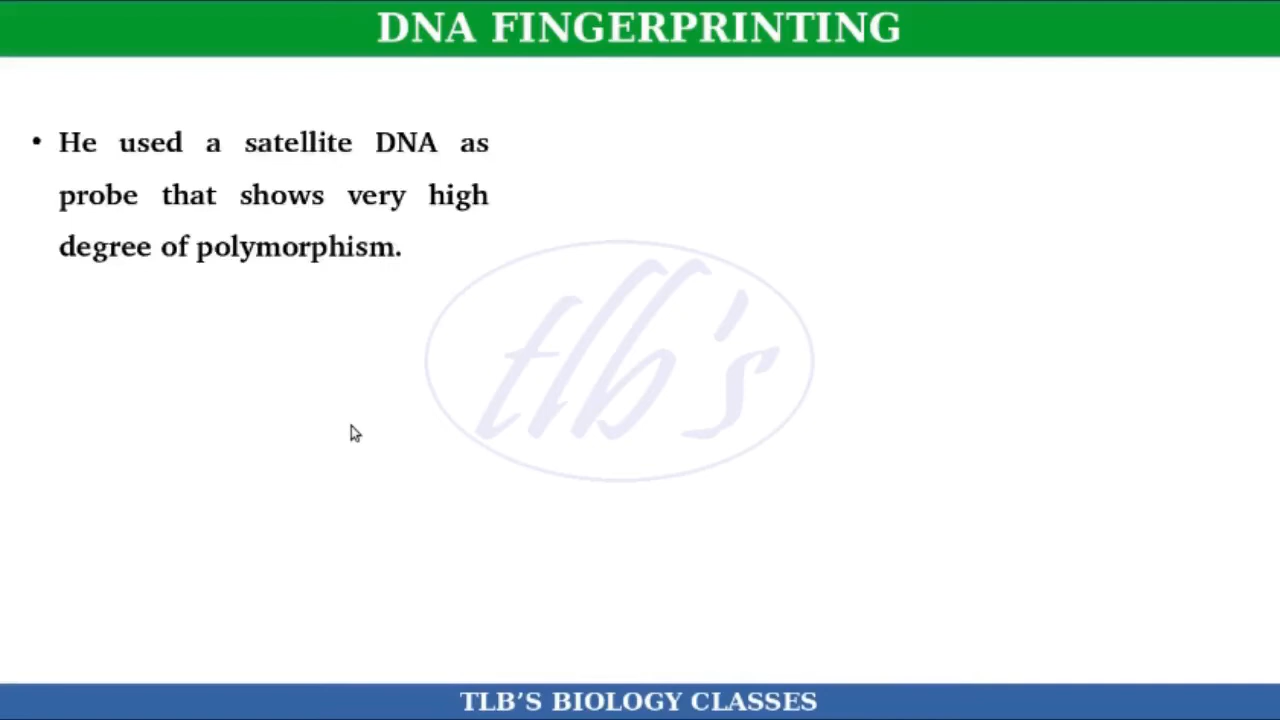 DNA FINGERPRINTING
• He used a satellite DNA as
probe that shows very high
degree of polymorphism.
tlb's
TLB’S BIOLOGY CLASSES